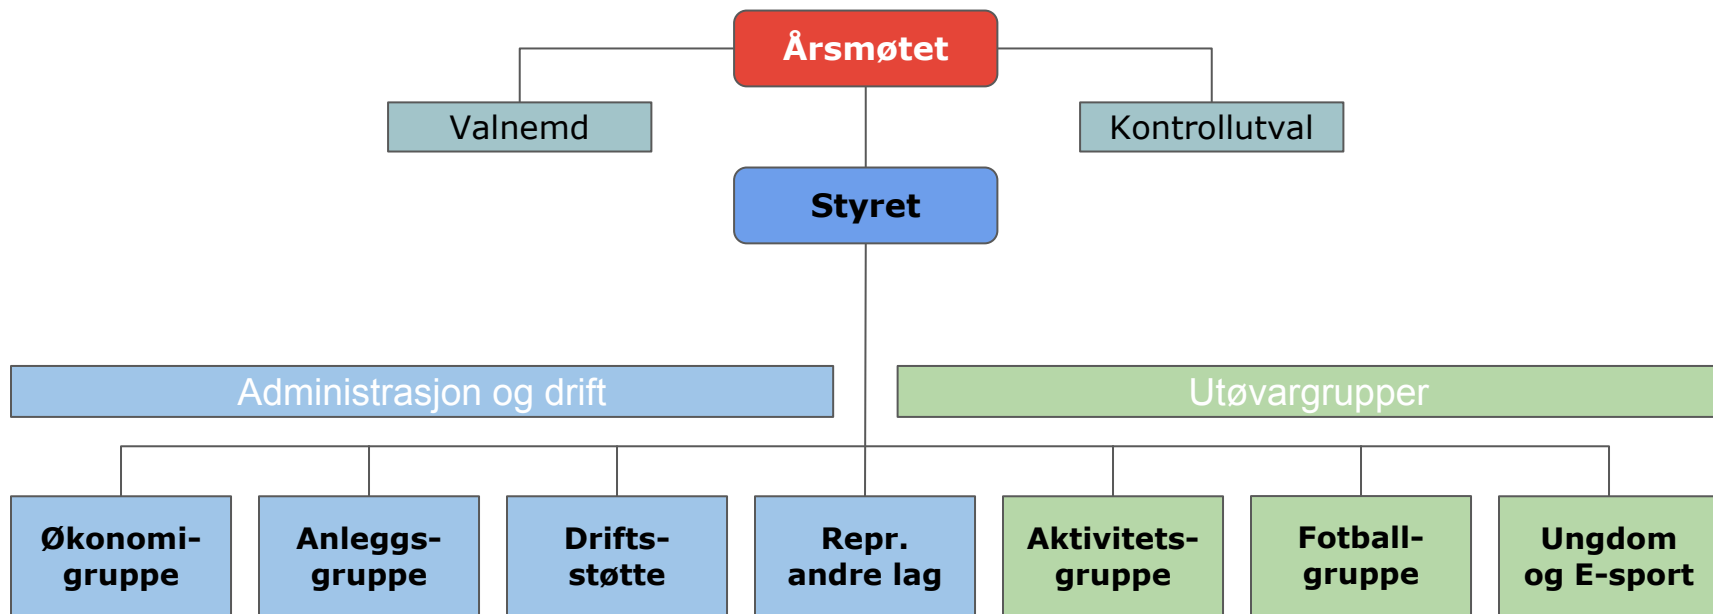 Årsmøtet
Valnemd
Kontrollutval
Styret
Administrasjon og drift
Utøvargrupper
Økonomi-
gruppe
Anleggs-
gruppe
Drifts-
støtte
Repr.
andre lag
Aktivitets-
gruppe
Fotball-
gruppe
Ungdom
og E-sport